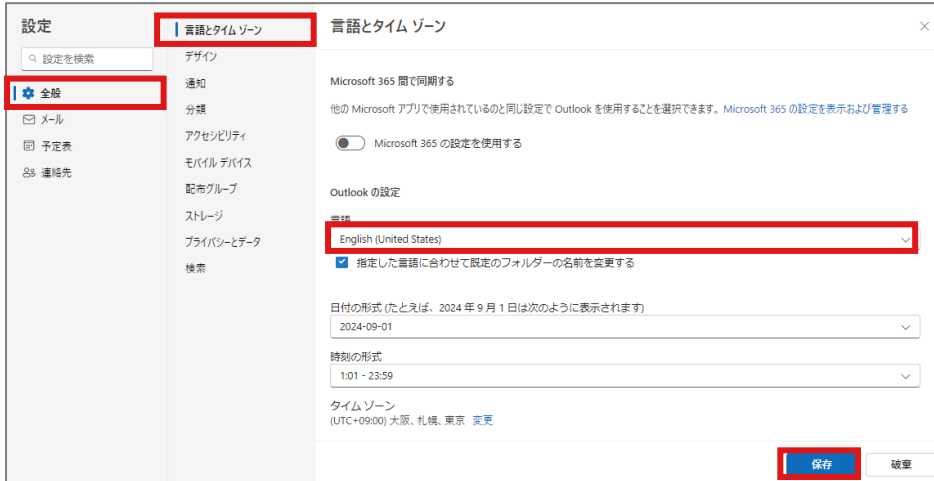 設定
設定を検索
全般
メール
予定表
連絡先
言語とタイム ゾーン
デザイン
通知
分類
アクセシビリティ
モバイル デバイス
配布グループ
ストレージ
プライバシーとデータ
検索
言語とタイム ゾーン
Microsoft 365 間で同期する
他の Microsoft アプリで使用されているのと同じ設定で Outlook を使用することを選択できます。Microsoft 365 の設定を表示および管理する
Microsoft 365 の設定を使用する
Outlook の設定
言語
English (United States)
指定した言語に合わせて既定のフォルダーの名前を変更する
日付の形式 (たとえば、2024 年 9 月 1 日は次のように表示されます)
2024-09-01
時刻の形式
1:01 - 23:59
タイム ゾーン
(UTC+09:00) 大阪、札幌、東京 変更
保存 破棄